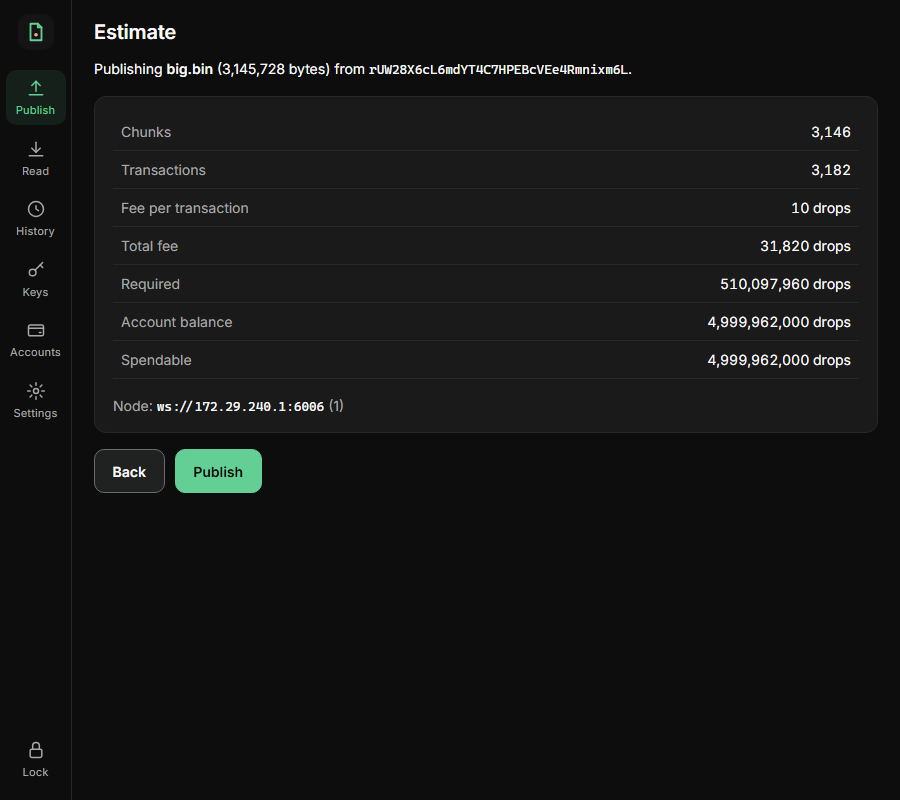 Estimate
Publishing big.bin (3,145,728 bytes) from rUW28X6cL6mdYT4C7HPEBcVEe4Rmnixm6L.
Publish
Read
History
Keys
Accounts
Settings
Lock
Chunks 3,146
Transactions 3,182
Fee per transaction 10 drops
Total fee 31,820 drops
Required 510,097,960 drops
Account balance 4,999,962,000 drops
Spendable 4,999,962,000 drops
Node: ws://172.29.240.1:6006 (1)
Back Publish